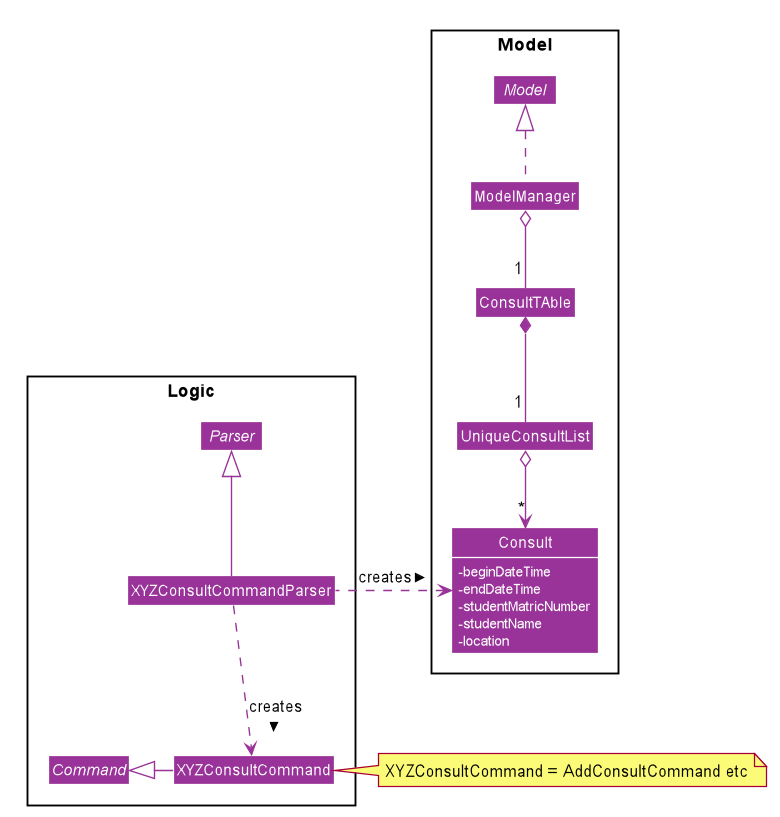 Model
Model
ModelManager
1
ConsultTAble
1
UniqueConsultList
*
Consult
-beginDateTime
-endDateTime
-studentMatricNumber
-studentName
-location
Logic
Parser
XYZConsultCommandParser
creates
creates
Command
XYZConsultCommand
XYZConsultCommand = AddConsultCommand etc